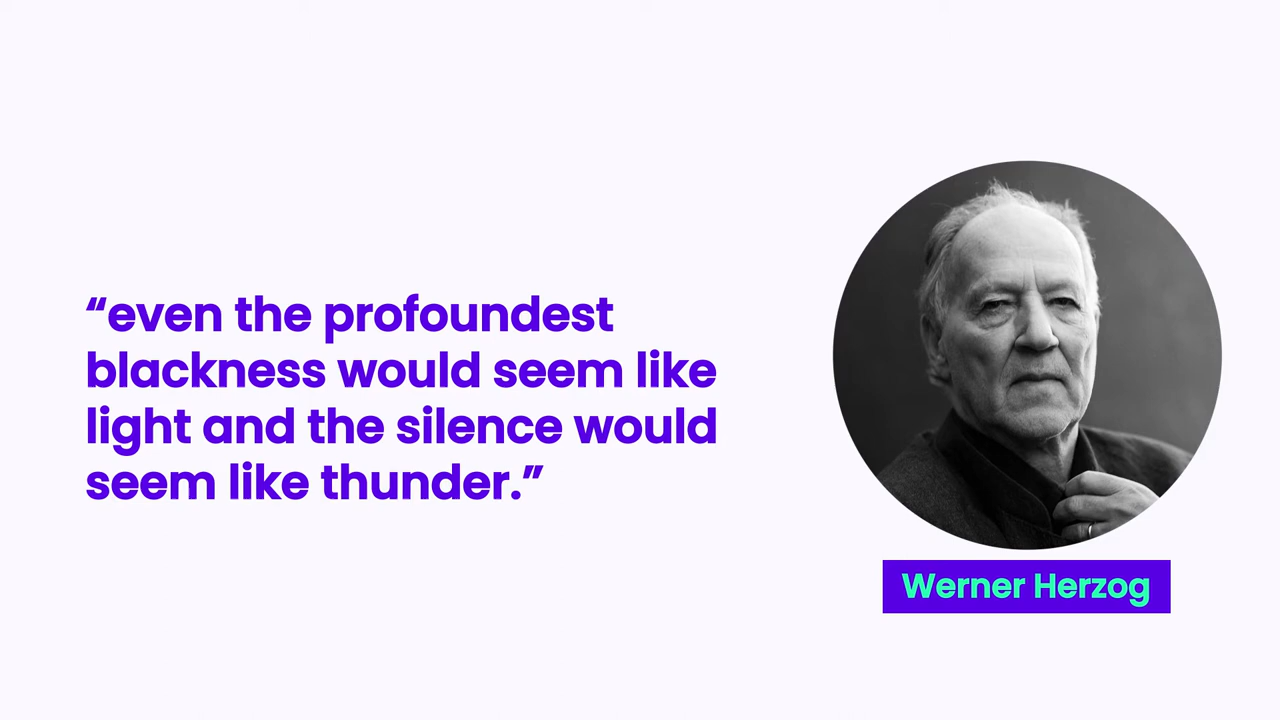 “even the profoundest
blackness would seem like
light and the silence would
seem like thunder.”
Werner Herzog